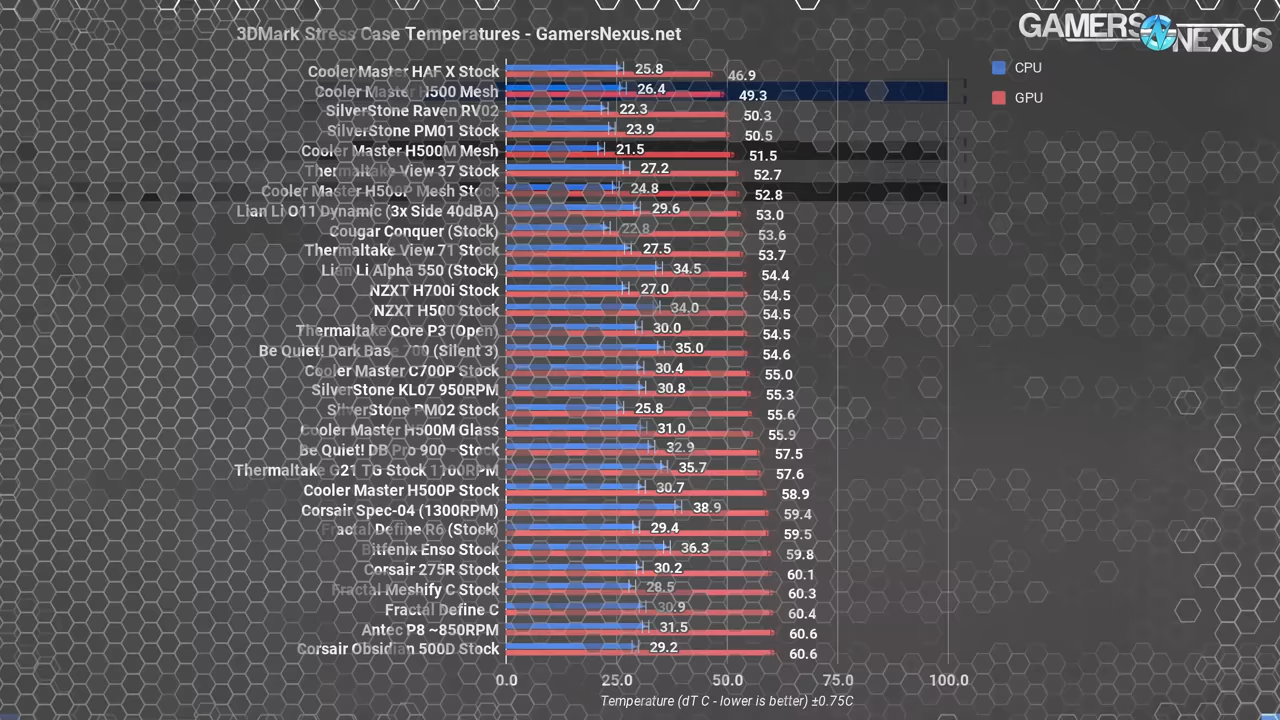 3DMark Stress Case Temperatures - GamersNexus.net
GAMERS
NEXUS
CPU
GPU
Cooler Master HAF X Stock 25.8 46.9
Cooler Master H500 Mesh 26.4 49.3
SilverStone Raven RV02 22.3 50.3
SilverStone PM01 Stock 23.9 50.5
Cooler Master H500M Mesh 21.5 51.5
Thermaltake View 37 Stock 27.2 52.7
Cooler Master H500P Mesh Stock 24.8 52.8
Lian Li O11 Dynamic (3x Side 40dBA) 29.6 53.0
Cougar Conquer (Stock) 22.8 53.6
Thermaltake View 71 Stock 27.5 53.7
Lian Li Alpha 550 (Stock) 34.5 54.4
NZXT H700i Stock 27.0 54.5
NZXT H500 Stock 34.0 54.5
Thermaltake Core P3 (Open) 30.0 54.5
Be Quiet! Dark Base 700 (Silent 3) 35.0 54.6
Cooler Master C700P Stock 30.4 55.0
SilverStone KL07 950RPM 30.8 55.3
SilverStone PM02 Stock 25.8 55.6
Cooler Master H500M Glass 31.0 55.9
Be Quiet! DB Pro 900 - Stock 32.9 57.5
Thermaltake G21 TG Stock 1100RPM 35.7 57.6
Cooler Master H500P Stock 30.7 58.9
Corsair Spec-04 (1300RPM) 38.9 59.4
Fractal Define R6 (Stock) 29.4 59.5
Bitfenix Enso Stock 36.3 59.8
Corsair 275R Stock 30.2 60.1
Fractal Meshify C Stock 28.5 60.3
Fractal Define C 30.9 60.4
Antec P8 ~850RPM 31.5 60.6
Corsair Obsidian 500D Stock 29.2 60.6
0.0 25.0 50.0 75.0 100.0
Temperature (dT C - lower is better) ±0.75C